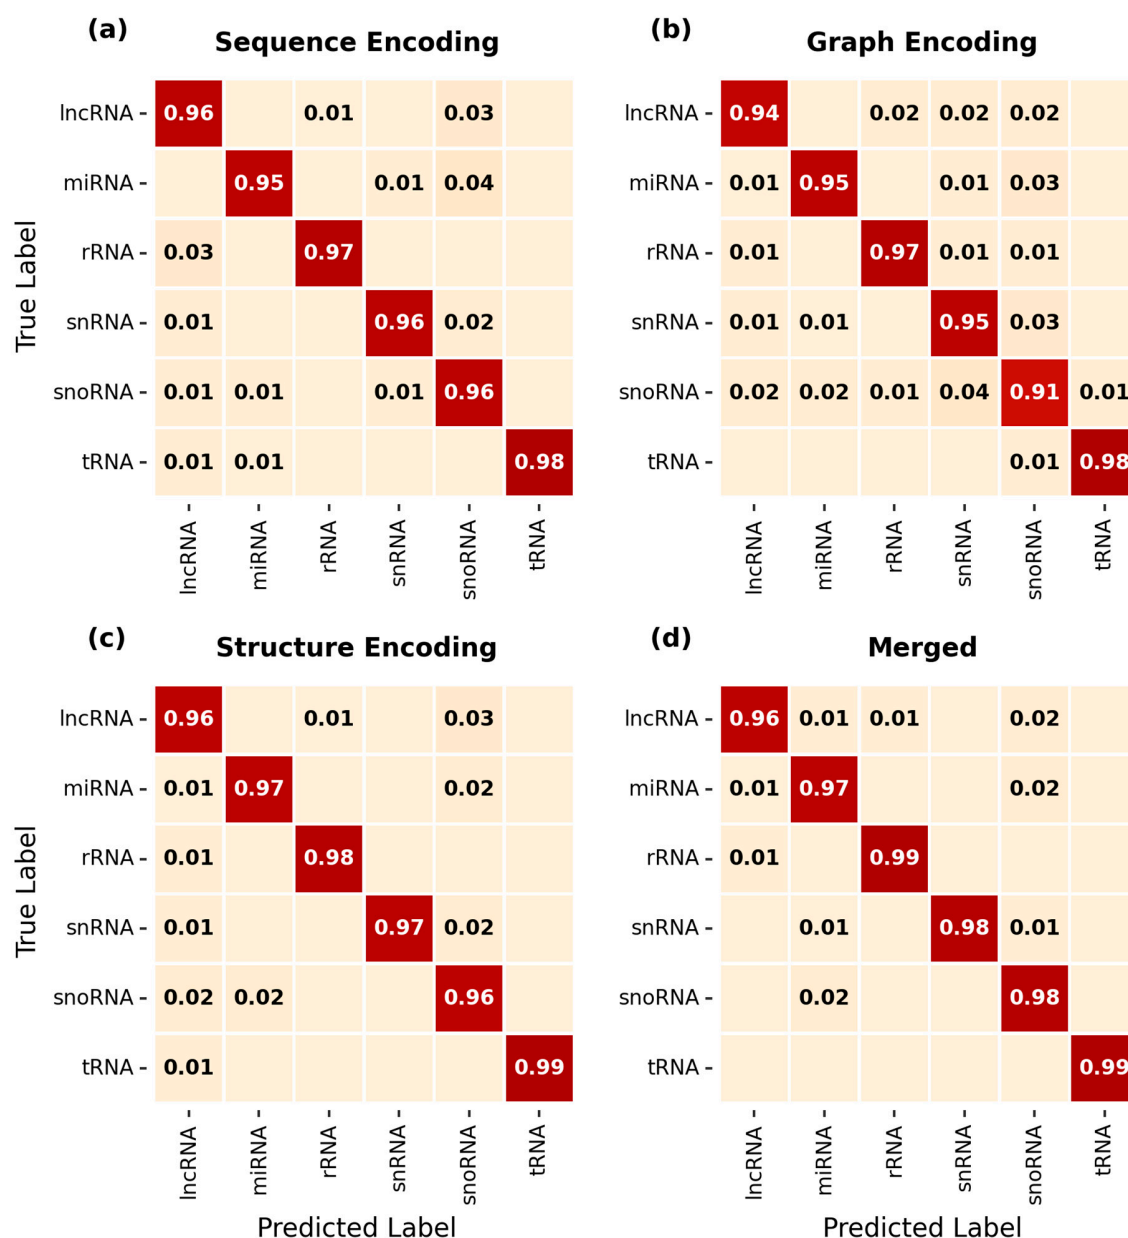 (a) Sequence Encoding
True Label
lncRNA 0.96 0.01 0.03
miRNA 0.95 0.01 0.04
rRNA 0.03 0.97
snRNA 0.01 0.96 0.02
snoRNA 0.01 0.01 0.01 0.96
tRNA 0.01 0.01 0.98
lncRNA miRNA rRNA snRNA snoRNA tRNA
(b) Graph Encoding
lncRNA 0.94 0.02 0.02 0.02
miRNA 0.01 0.95 0.01 0.03
rRNA 0.01 0.97 0.01 0.01
snRNA 0.01 0.01 0.95 0.03
snoRNA 0.02 0.02 0.01 0.04 0.91 0.01
tRNA 0.01 0.98
lncRNA miRNA rRNA snRNA snoRNA tRNA
(c) Structure Encoding
True Label
lncRNA 0.96 0.01 0.03
miRNA 0.01 0.97 0.02
rRNA 0.01 0.98
snRNA 0.01 0.97 0.02
snoRNA 0.02 0.02 0.96
tRNA 0.01 0.99
lncRNA miRNA rRNA snRNA snoRNA tRNA
Predicted Label
(d) Merged
lncRNA 0.96 0.01 0.01 0.02
miRNA 0.01 0.97 0.02
rRNA 0.01 0.99
snRNA 0.01 0.98 0.01
snoRNA 0.02 0.98
tRNA 0.99
lncRNA miRNA rRNA snRNA snoRNA tRNA
Predicted Label